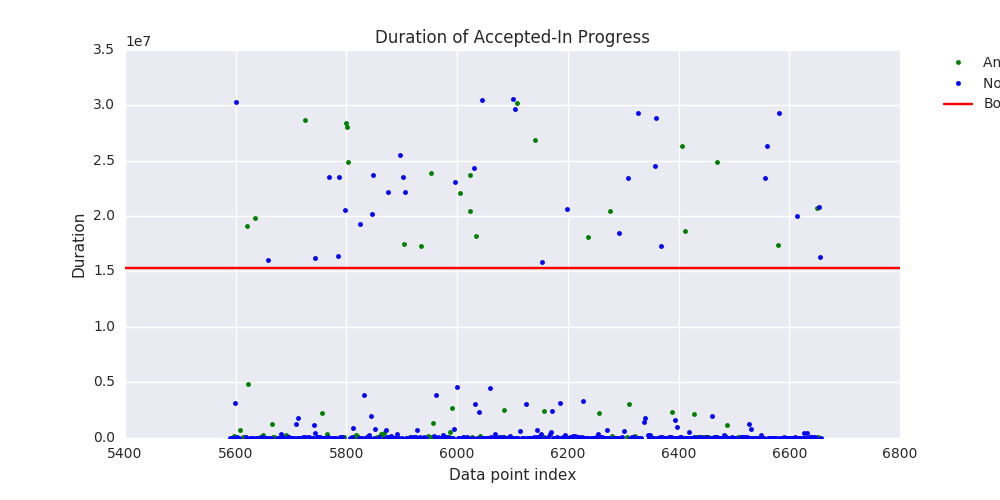 Duration of Accepted-In Progress
1e7
3.5
3.0
2.5
2.0
1.5
1.0
0.5
0.0
Duration
5400 5600 5800 6000 6200 6400 6600 6800
Data point index
An
No
Bo